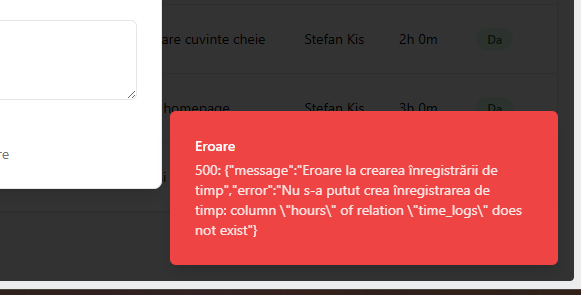 are cuvinte cheie Stefan Kis 2h 0m Da
homepage Stefan Kis 3h 0m Da
re
Eroare
500: {"message":"Eroare la crearea înregistrării de
timp","error":"Nu s-a putut crea înregistrarea de
timp: column \"hours\" of relation \"time_logs\" does
not exist"}